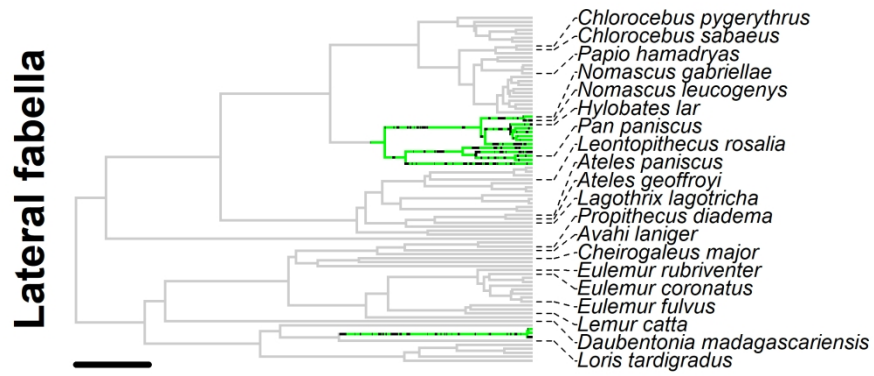 Lateral fabella
Chlorocebus pygerythrus
Chlorocebus sabaeus
Papio hamadryas
Nomascus gabriellae
Nomascus leucogenys
Hylobates lar
Pan paniscus
Leontopithecus rosalia
Ateles paniscus
Ateles geoffroyi
Lagothrix lagotricha
Propithecus diadema
Avahi laniger
Cheirogaleus major
Eulemur rubriventer
Eulemur coronatus
Eulemur fulvus
Lemur catta
Daubentonia madagascariensis
Loris tardigradus